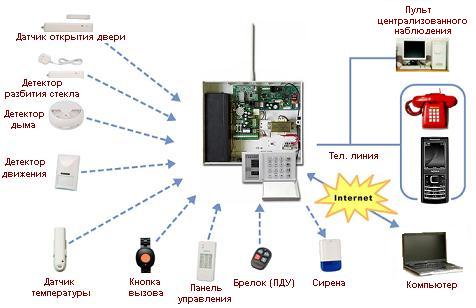 Пульт
централизованного
наблюдения
Датчик открытия двери
Детектор
разбития стекла
Детектор
дыма
Тел. линия
Детектор
движения
Internet
Датчик
температуры
Кнопка
вызова
Панель
управления
Брелок (ПДУ)
Сирена
Компьютер